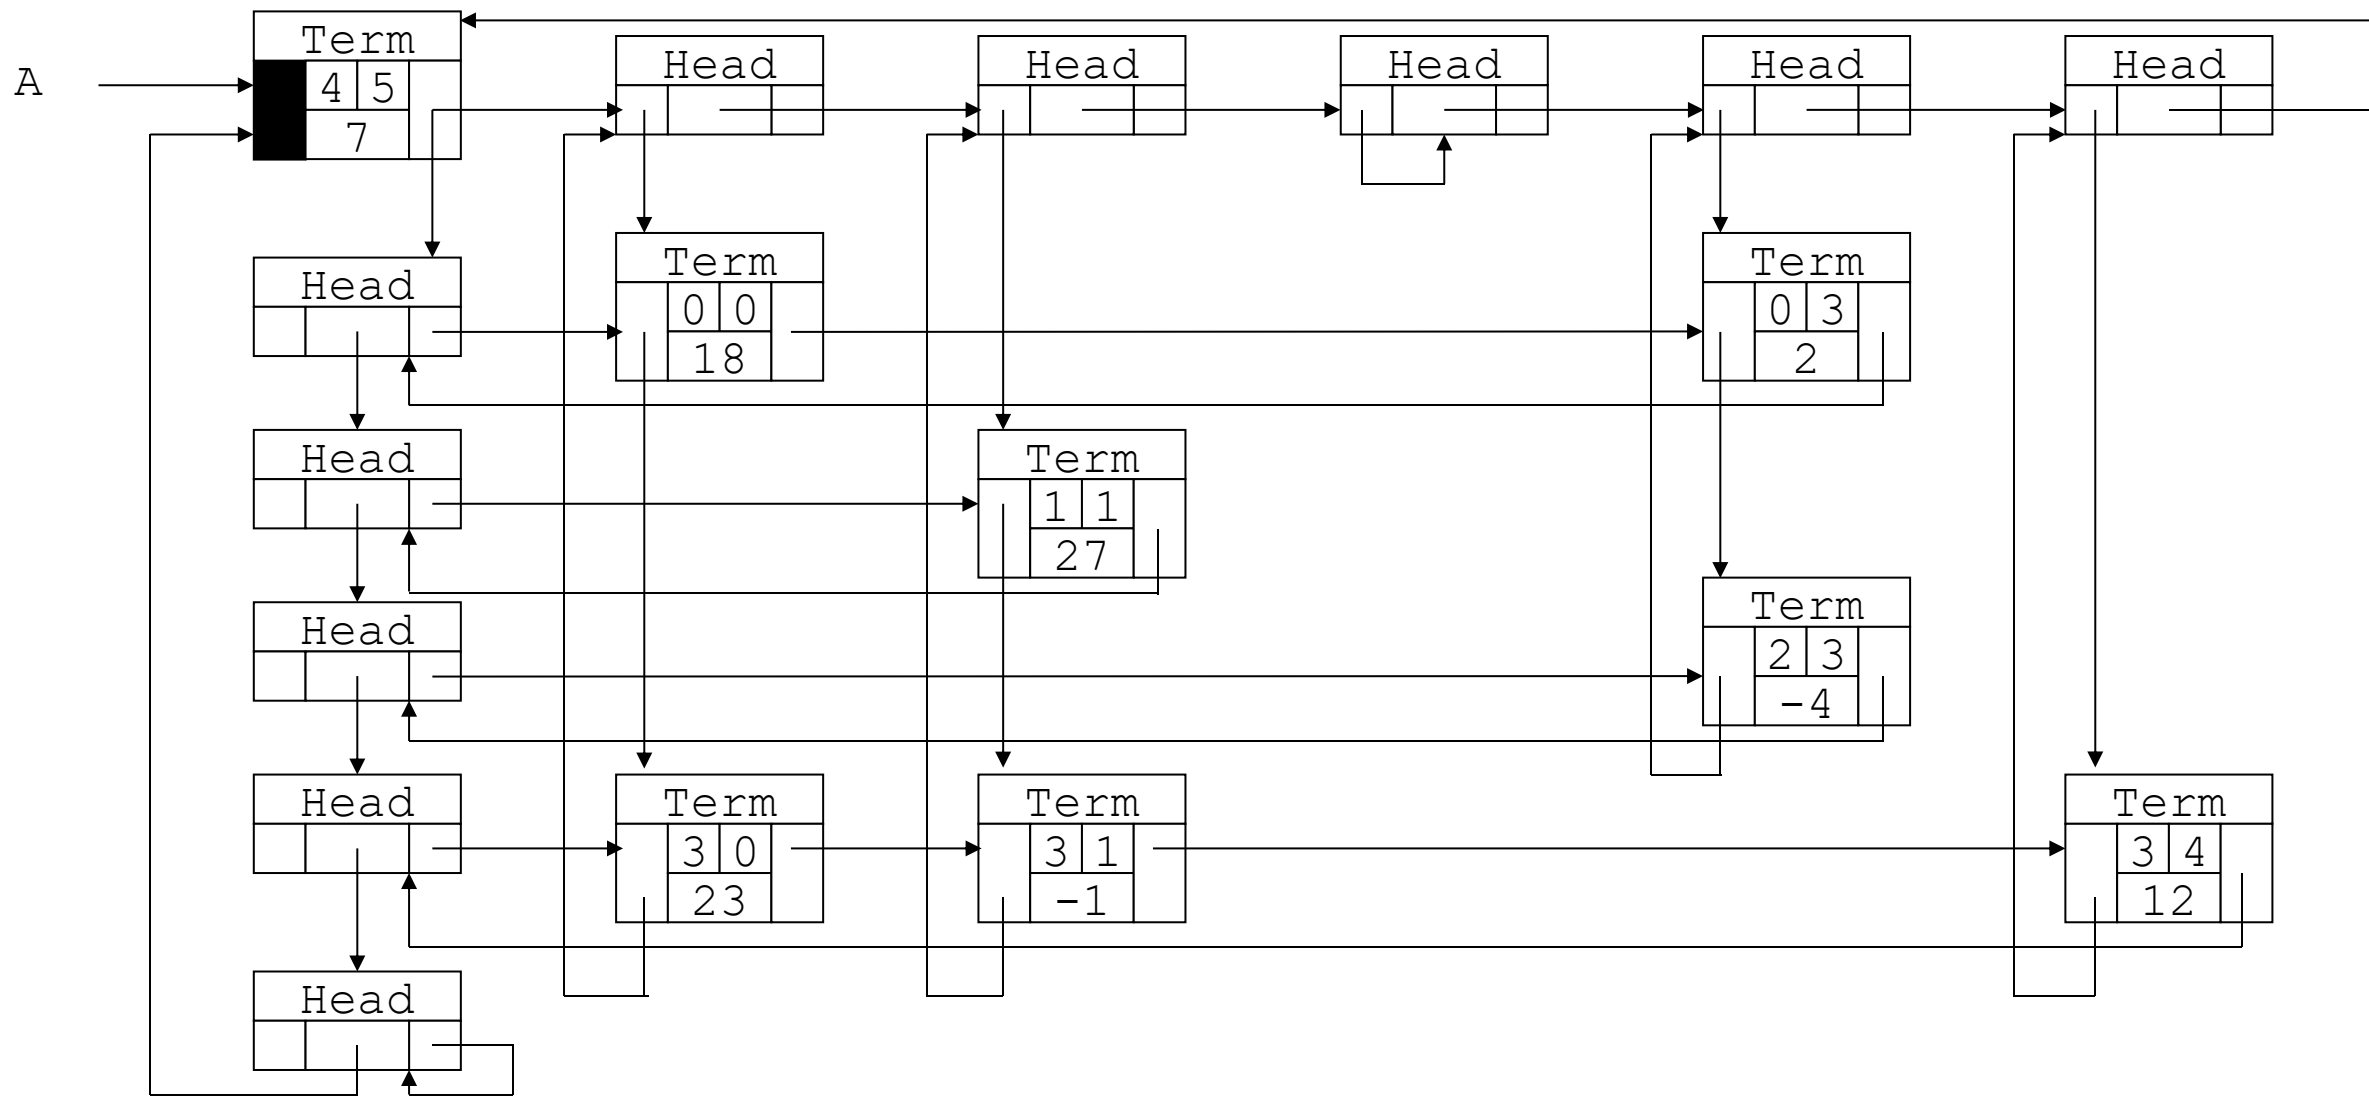 Term
A
4 5
7
Head
Head
Head
Head
Head
Head
Term
0 0
18
Term
0 3
2
Head
Term
1 1
27
Head
Term
2 3
-4
Head
Term
3 0
23
Term
3 1
-1
Term
3 4
12
Head